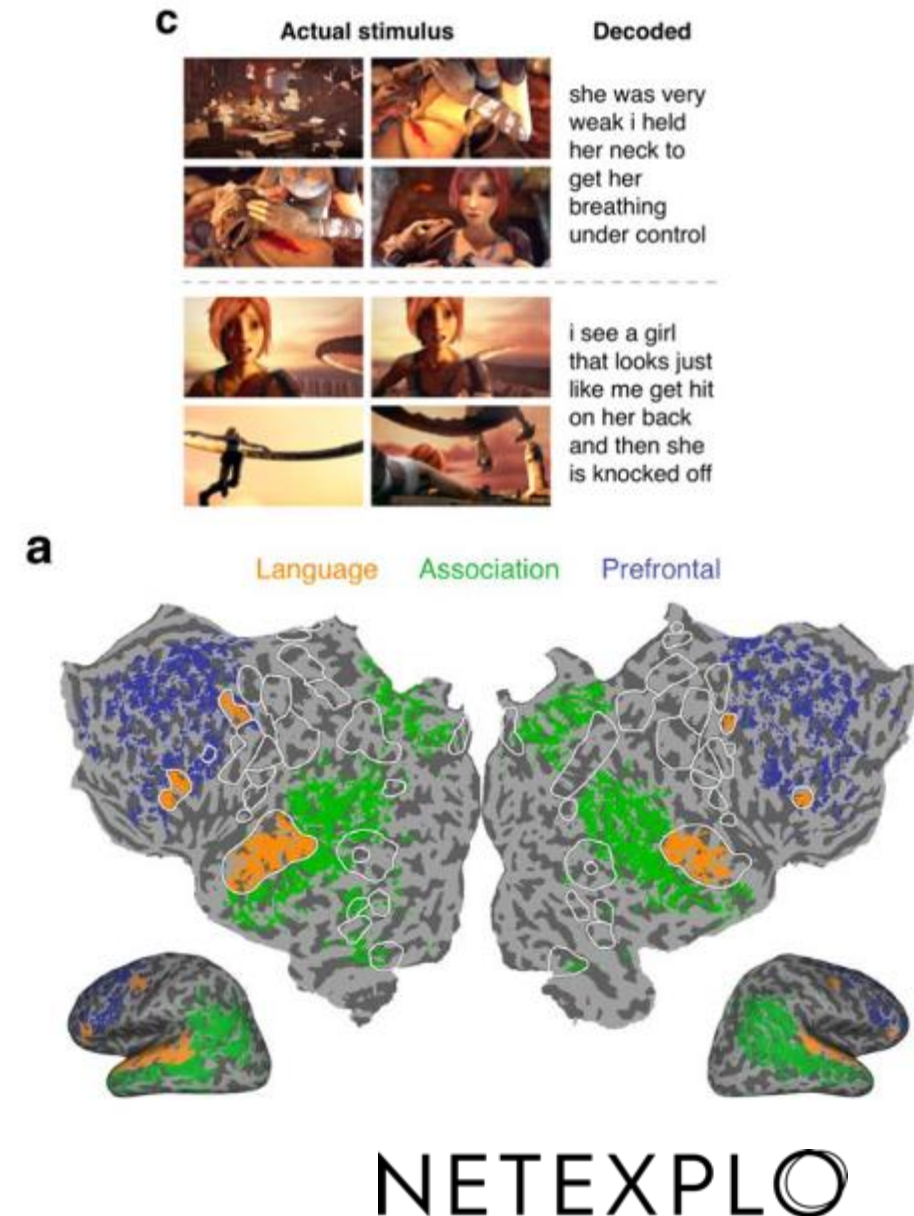 c
Actual stimulus
Decoded
she was very
weak i held
her neck to
get her
breathing
under control
i see a girl
that looks just
like me get hit
on her back
and then she
is knocked off
a
Language Association Prefrontal
NETEXPLO